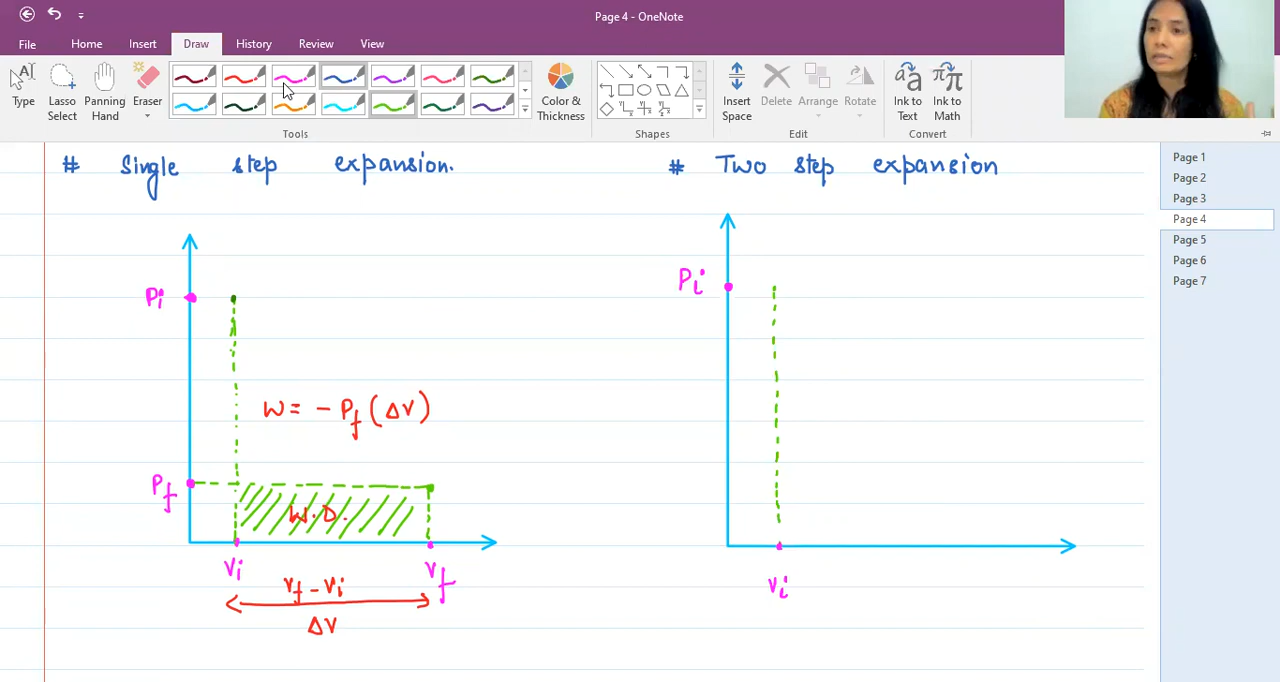 Page 4 - OneNote
File Home Insert Draw History Review View
Type
Lasso Select
Panning Hand
Eraser
Color & Thickness
Insert Space
Delete
Arrange
Rotate
Ink to Text
Ink to Math
Tools
Shapes
Edit
Convert
# Single step expansion.
Pi
W = - Pf (ΔV)
Pf
W.D.
Vi
Vf
Vf - Vi
ΔV
# Two step expansion
Pi
Vi
Page 1
Page 2
Page 3
Page 4
Page 5
Page 6
Page 7